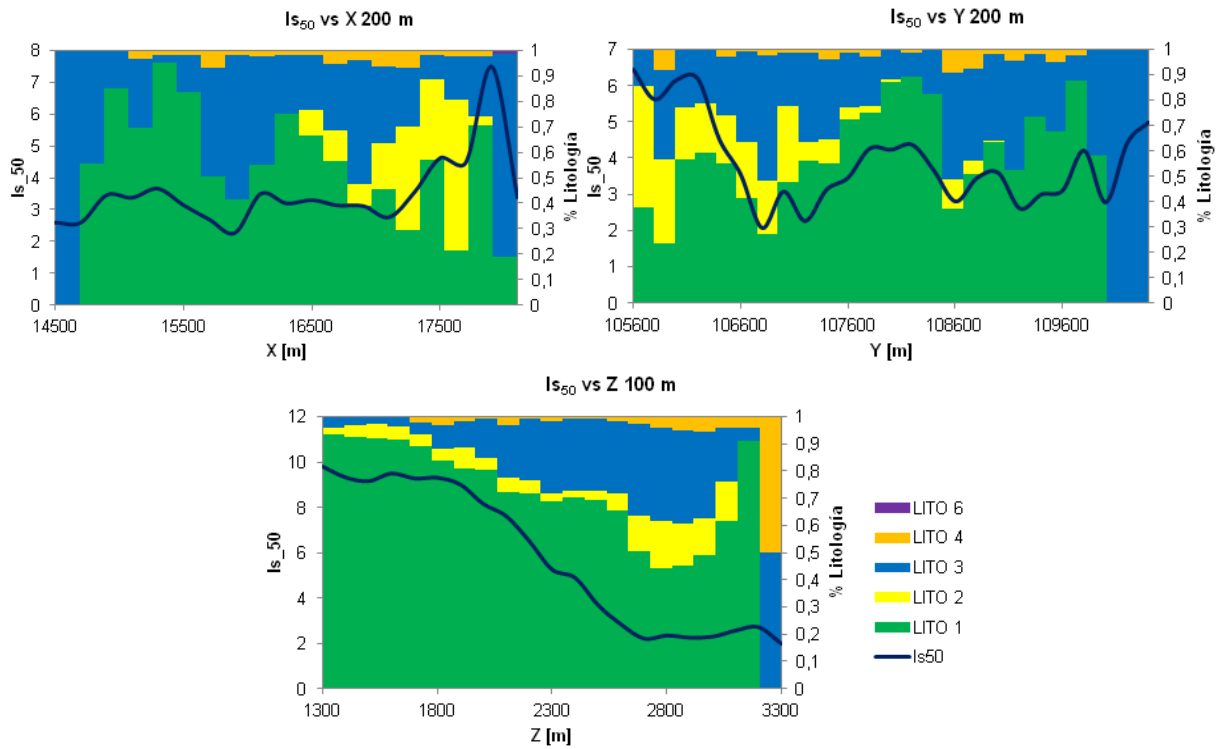 Is₅₀ vs X 200 m
Is_50
8
7
6
5
4
3
2
1
0
14500 15500 16500 17500
X [m]
1
0,9
0,8
0,7
0,6
0,5
0,4
0,3
0,2
0,1
0
% Litología
Is₅₀ vs Y 200 m
Is_50
7
6
5
4
3
2
1
0
105600 106600 107600 108600 109600
Y [m]
1
0,9
0,8
0,7
0,6
0,5
0,4
0,3
0,2
0,1
0
% Litología
Is₅₀ vs Z 100 m
Is_50
12
10
8
6
4
2
0
1300 1800 2300 2800 3300
Z [m]
1
0,9
0,8
0,7
0,6
0,5
0,4
0,3
0,2
0,1
0
% Litología
LITO 6
LITO 4
LITO 3
LITO 2
LITO 1
Is50